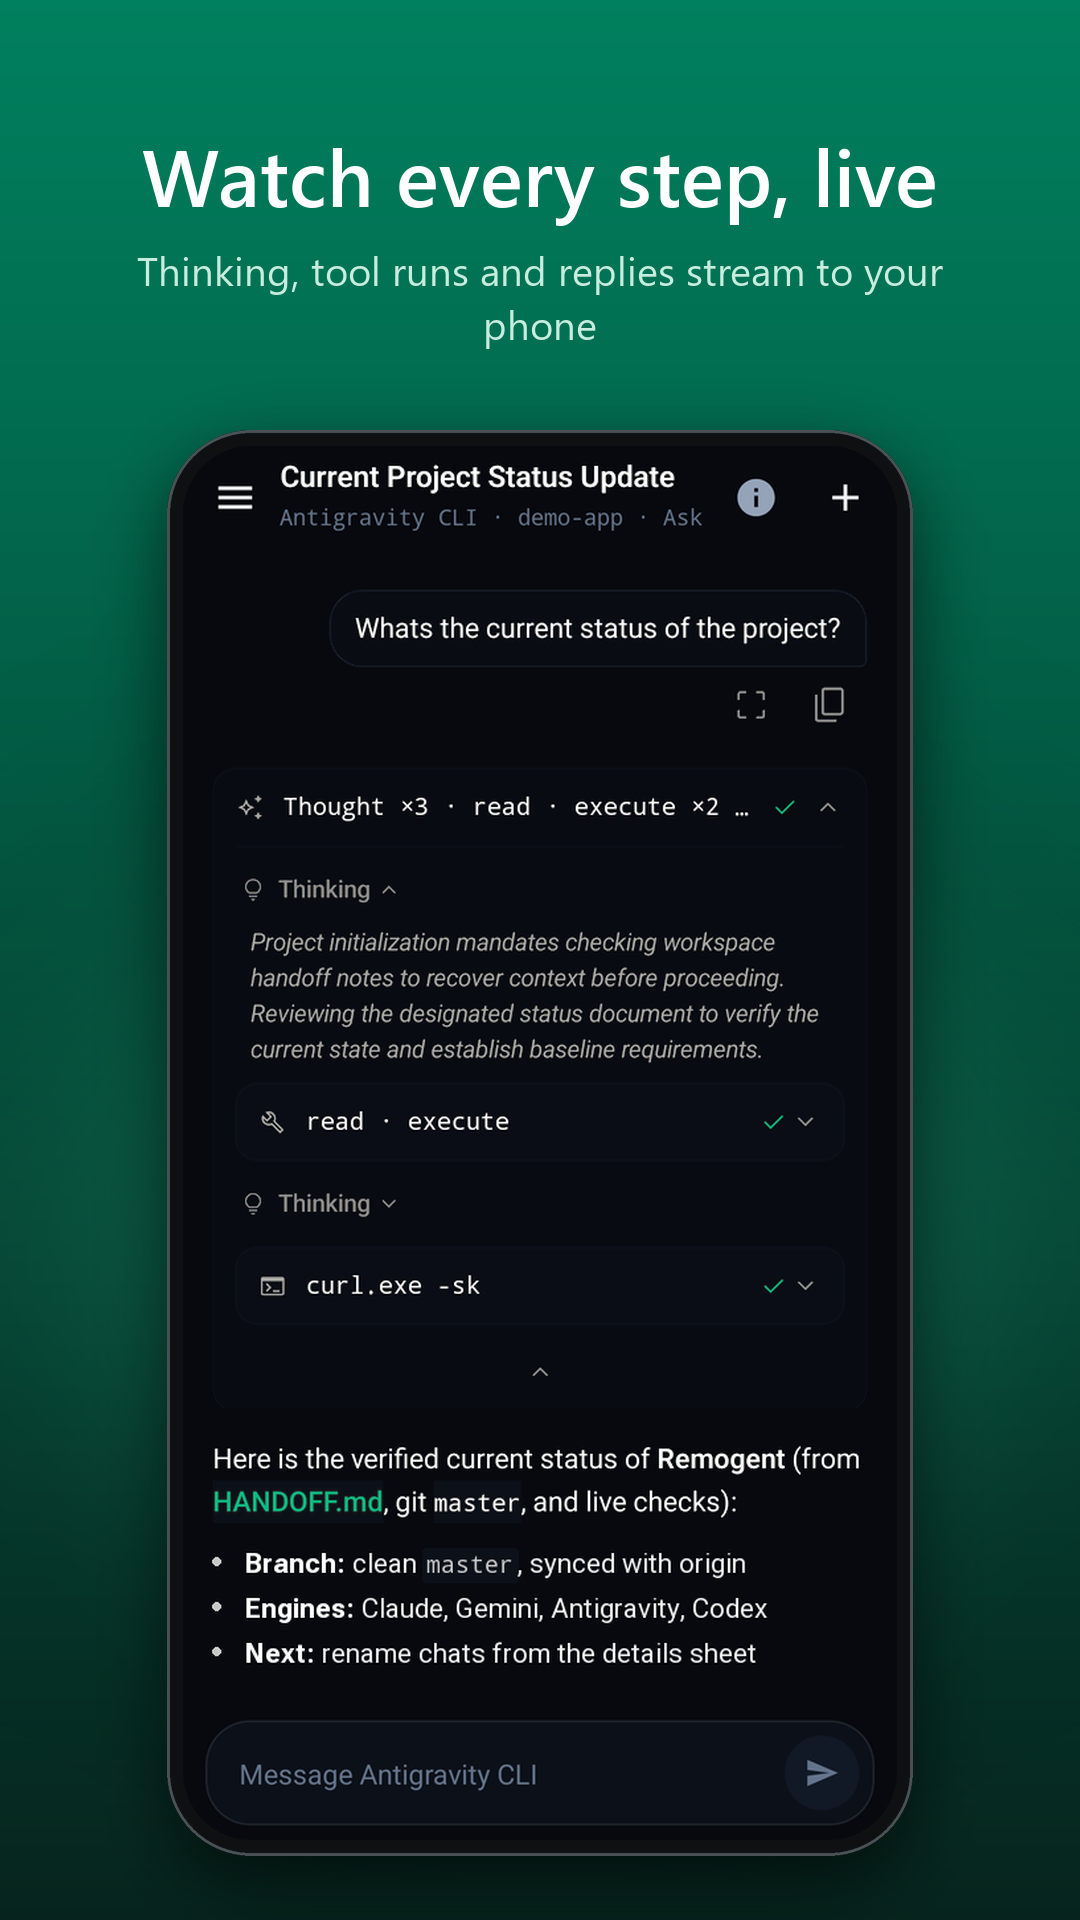 Watch every step, live
Thinking, tool runs and replies stream to your
phone
Current Project Status Update
Antigravity CLI · demo-app · Ask
Whats the current status of the project?
Thought ×3 · read · execute ×2 …
Thinking
Project initialization mandates checking workspace
handoff notes to recover context before proceeding.
Reviewing the designated status document to verify the
current state and establish baseline requirements.
read · execute
Thinking
curl.exe -sk
Here is the verified current status of Remogent (from
HANDOFF.md, git master, and live checks):
• Branch: clean master, synced with origin
• Engines: Claude, Gemini, Antigravity, Codex
• Next: rename chats from the details sheet
Message Antigravity CLI